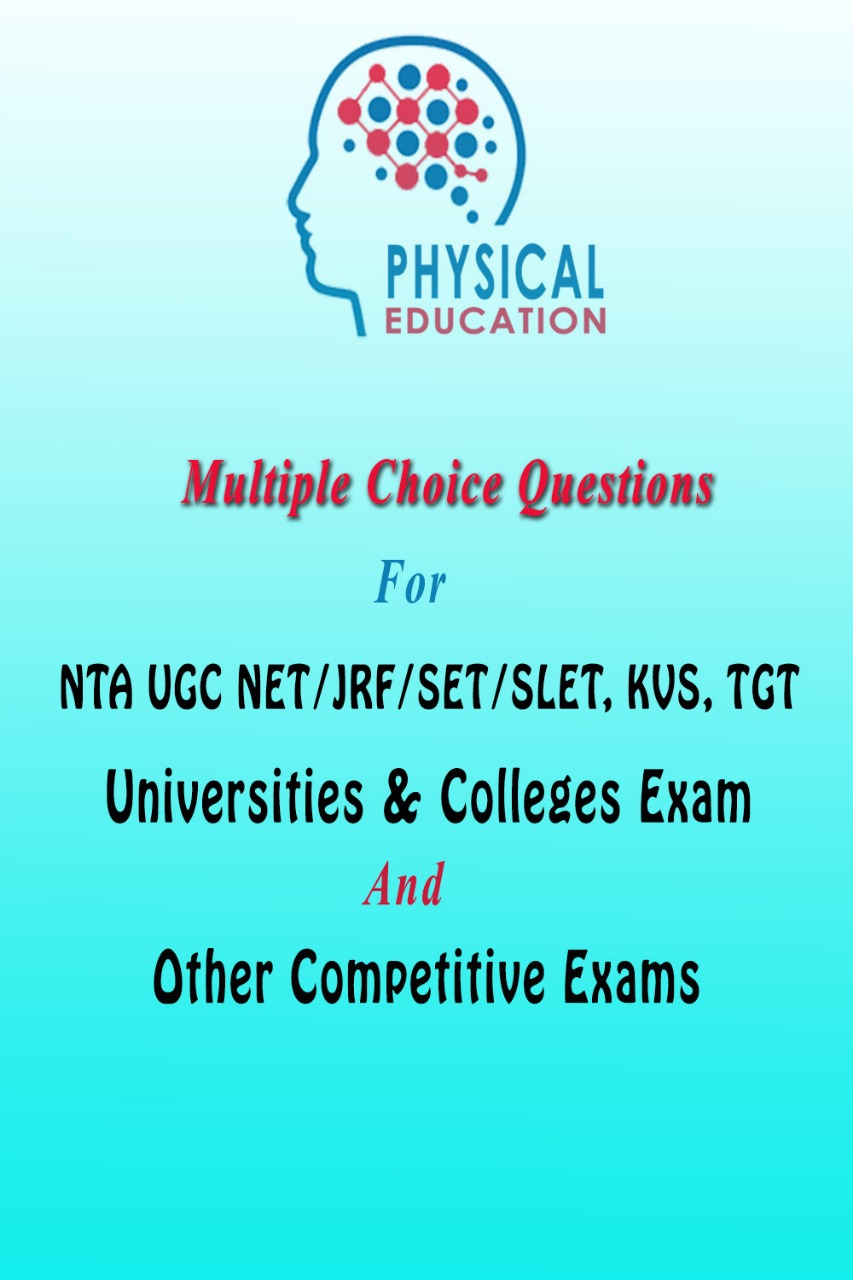 PHYSICAL
EDUCATION
Multiple Choice Questions
For
NTA UGC NET/JRF/SET/SLET, KVS, TGT
Universities & Colleges Exam
And
Other Competitive Exams